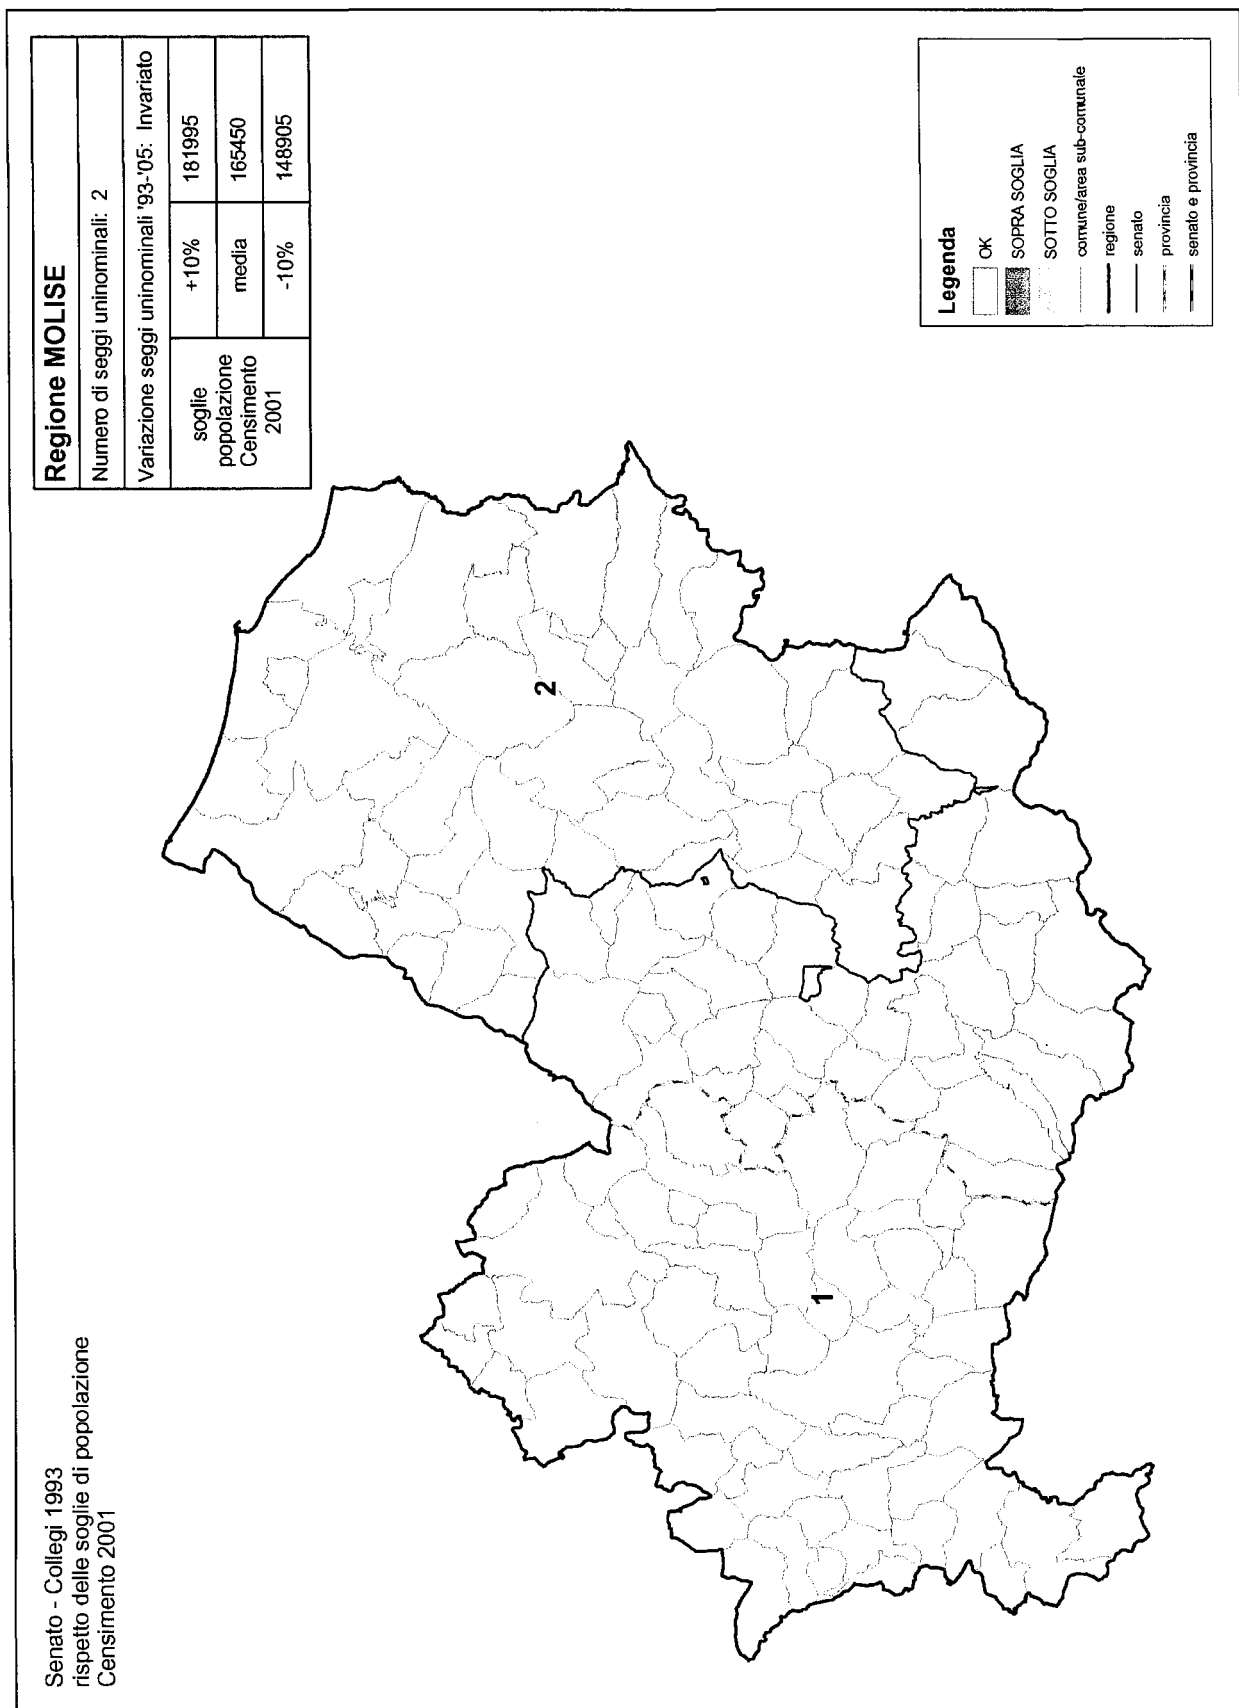 Senato - Collegi 1993
rispetto delle soglie di popolazione
Censimento 2001
Regione MOLISE
Numero di seggi uninominali: 2
Variazione seggi uninominali '93-'05: Invariato
soglie
popolazione
Censimento
2001
+10% 181995
media 165450
-10% 148905
1
2
Legenda
OK
SOPRA SOGLIA
SOTTO SOGLIA
comune/area sub-comunale
regione
senato
provincia
senato e provincia